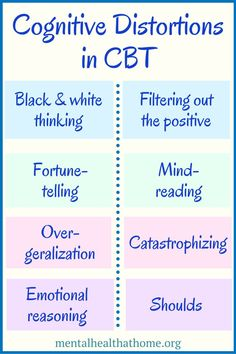 Cognitive Distortions
in CBT
Black & white
thinking
Filtering out
the positive
Fortune-
telling
Mind-
reading
Over-
geralization
Catastrophizing
Emotional
reasoning
Shoulds
mentalhealthathome.org